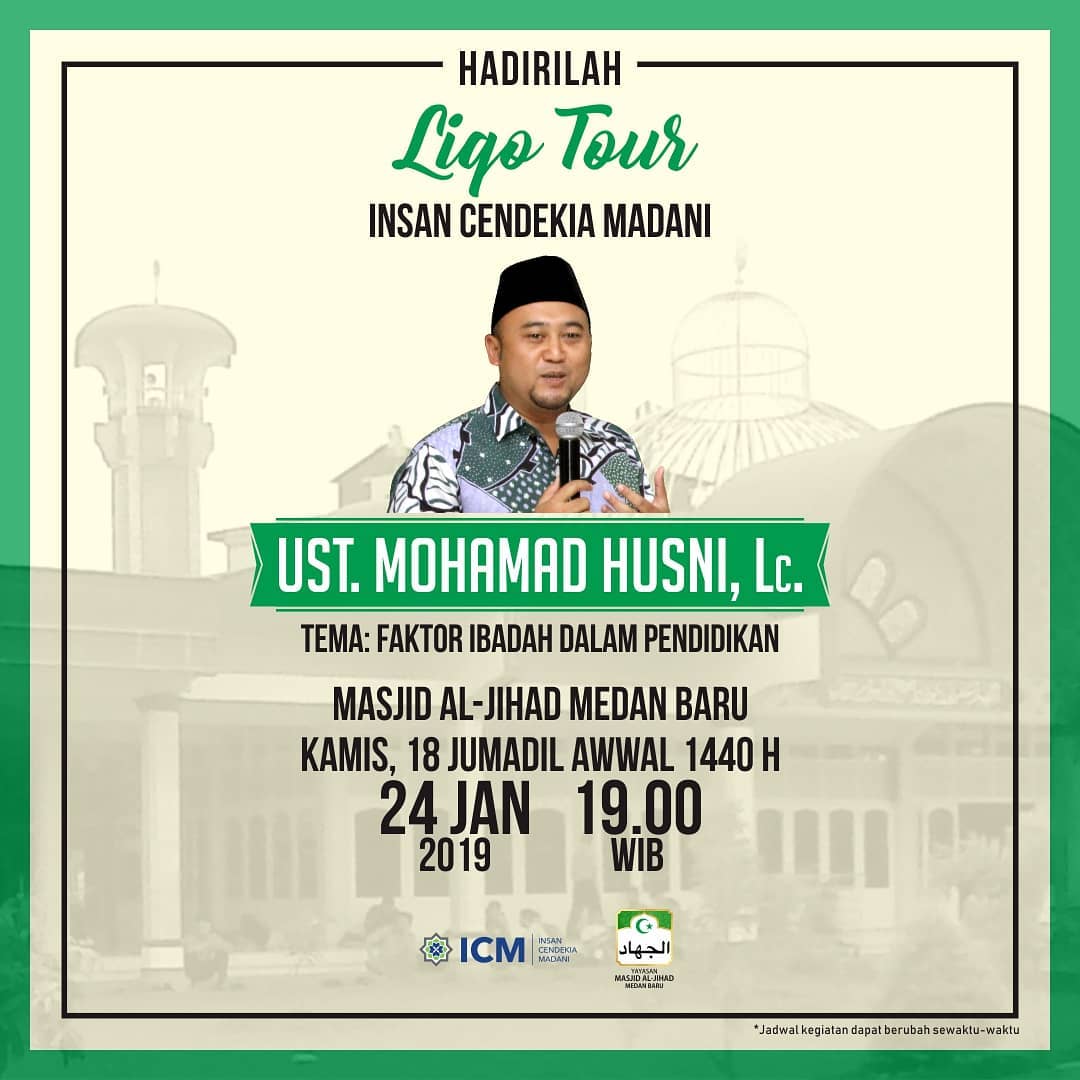 HADIRILAH
Liqo Tour
INSAN CENDEKIA MADANI
UST. MOHAMAD HUSNI, Lc.
TEMA: FAKTOR IBADAH DALAM PENDIDIKAN
MASJID AL-JIHAD MEDAN BARU
KAMIS, 18 JUMADIL AWWAL 1440 H
24 JAN 19.00
2019 WIB
ICM
INSAN
CENDEKIA
MADANI
الجهاد
YAYASAN
MASJID AL-JIHAD
MEDAN BARU
*Jadwal kegiatan dapat berubah sewaktu-waktu